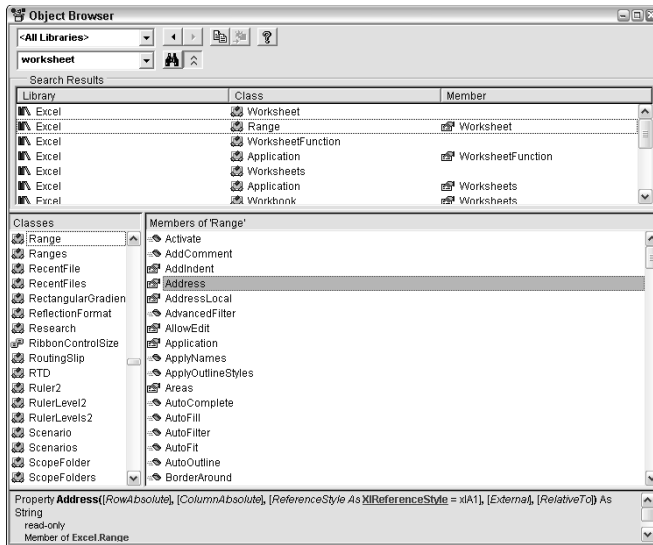 Object Browser
<All Libraries>
worksheet
Search Results
Library Class Member
Excel Worksheet
Excel Range Worksheet
Excel WorksheetFunction
Excel Application WorksheetFunction
Excel Worksheets
Excel Application Worksheets
Excel Workbook Worksheets
Classes
Range
Ranges
RecentFile
RecentFiles
RectangularGradien
ReflectionFormat
Research
RibbonControlSize
RoutingSlip
RTD
Ruler2
RulerLevel2
RulerLevels2
Scenario
Scenarios
ScopeFolder
ScopeFolders
Members of 'Range'
Activate
AddComment
AddIndent
Address
AddressLocal
AdvancedFilter
AllowEdit
Application
ApplyNames
ApplyOutlineStyles
Areas
AutoComplete
AutoFill
AutoFilter
AutoFit
AutoOutline
BorderAround
Property Address([RowAbsolute], [ColumnAbsolute], [ReferenceStyle As XlReferenceStyle = xlA1], [External], [RelativeTo]) As
String
read-only
Member of Excel.Range